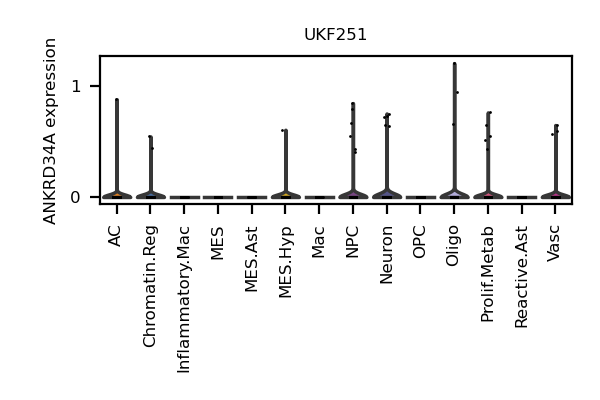 UKF251
ANKRD34A expression
1
0
AC
Chromatin.Reg
Inflammatory.Mac
MES
MES.Ast
MES.Hyp
Mac
NPC
Neuron
OPC
Oligo
Prolif.Metab
Reactive.Ast
Vasc